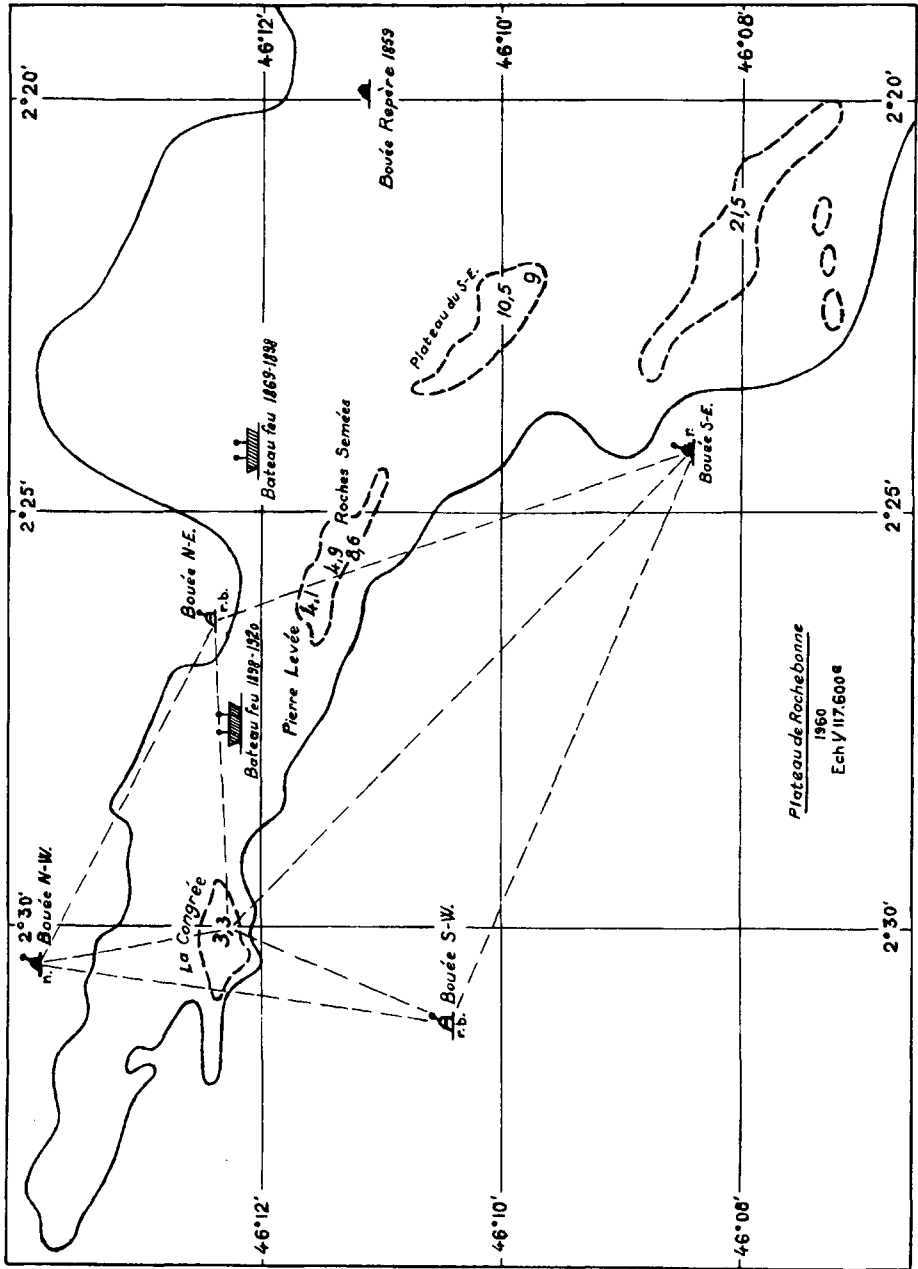 2°30'
2°25'
2°20'
Bouée N-W.
n.
Bouée N-E.
r.b.
46°12'
46°12'
La Congrée
3,3
Bateau feu 1898-1920
Bateau feu 1869-1898
Bouée Repère 1859
Pierre Levée
4,1
4,9
8,6
Roches Semées
Plateau du S-E.
10,5
9
Bouée S-W.
r.b.
46°10'
46°10'
Bouée S-E.
r.
21,5
46°08'
46°08'
Plateau de Rochebonne
1960
Ech 1/117.600e
2°30'
2°25'
2°20'